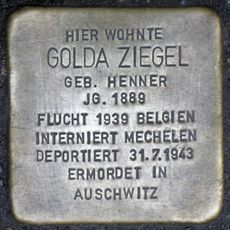 HIER WOHNTE
GOLDA ZIEGEL
GEB. HENNER
JG. 1889
FLUCHT 1939 BELGIEN
INTERNIERT MECHELEN
DEPORTIERT 31.7.1943
ERMORDET IN
AUSCHWITZ